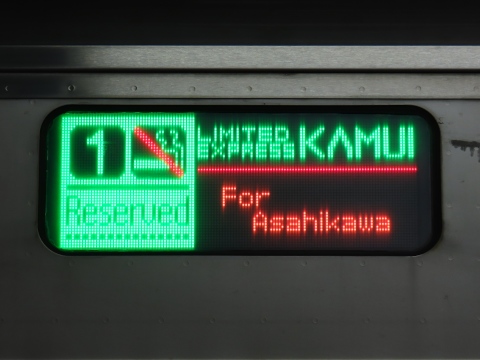 1
Reserved
LIMITED
EXPRESS KAMUI
For
Asahikawa